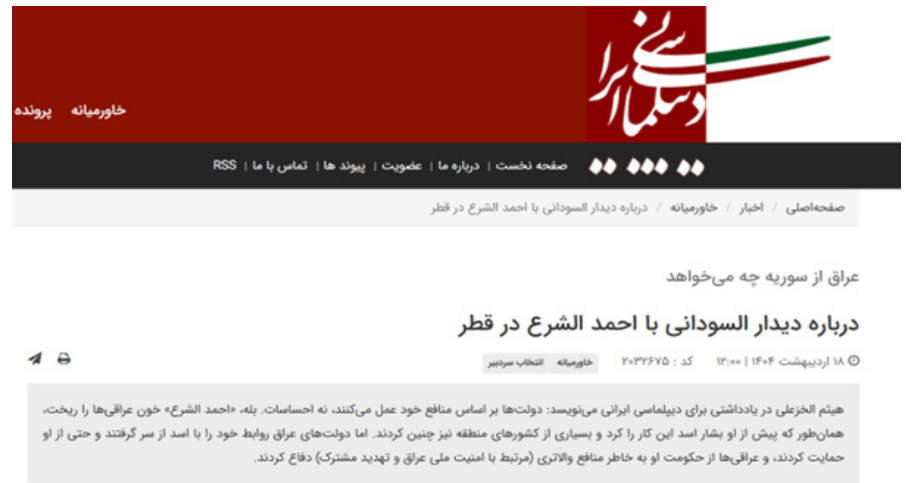 دیپلماسی ایرانی
خاورمیانه پرونده
صفحه نخست | درباره ما | عضویت | پیوند ها | تماس با ما | RSS
صفحه‌اصلی / اخبار / خاورمیانه / درباره دیدار السودانی با احمد الشرع در قطر
عراق از سوریه چه می‌خواهد
درباره دیدار السودانی با احمد الشرع در قطر
۱۸ اردیبهشت ۱۴۰۴ | ۱۲:۰۰ کد : ۲۰۳۲۶۷۵ خاورمیانه انتخاب سردبیر
هیثم الخزعلی در یادداشتی برای دیپلماسی ایرانی می‌نویسد: دولت‌ها بر اساس منافع خود عمل می‌کنند، نه احساسات. بله، «احمد الشرع» خون عراقی‌ها را ریخت،
همان‌طور که پیش از او بشار اسد این کار را کرد و بسیاری از کشورهای منطقه نیز چنین کردند. اما دولت‌های عراق روابط خود را با اسد از سر گرفتند و حتی از او
حمایت کردند، و عراقی‌ها از حکومت او به خاطر منافع والاتری (مرتبط با امنیت ملی عراق و تهدید مشترک) دفاع کردند.